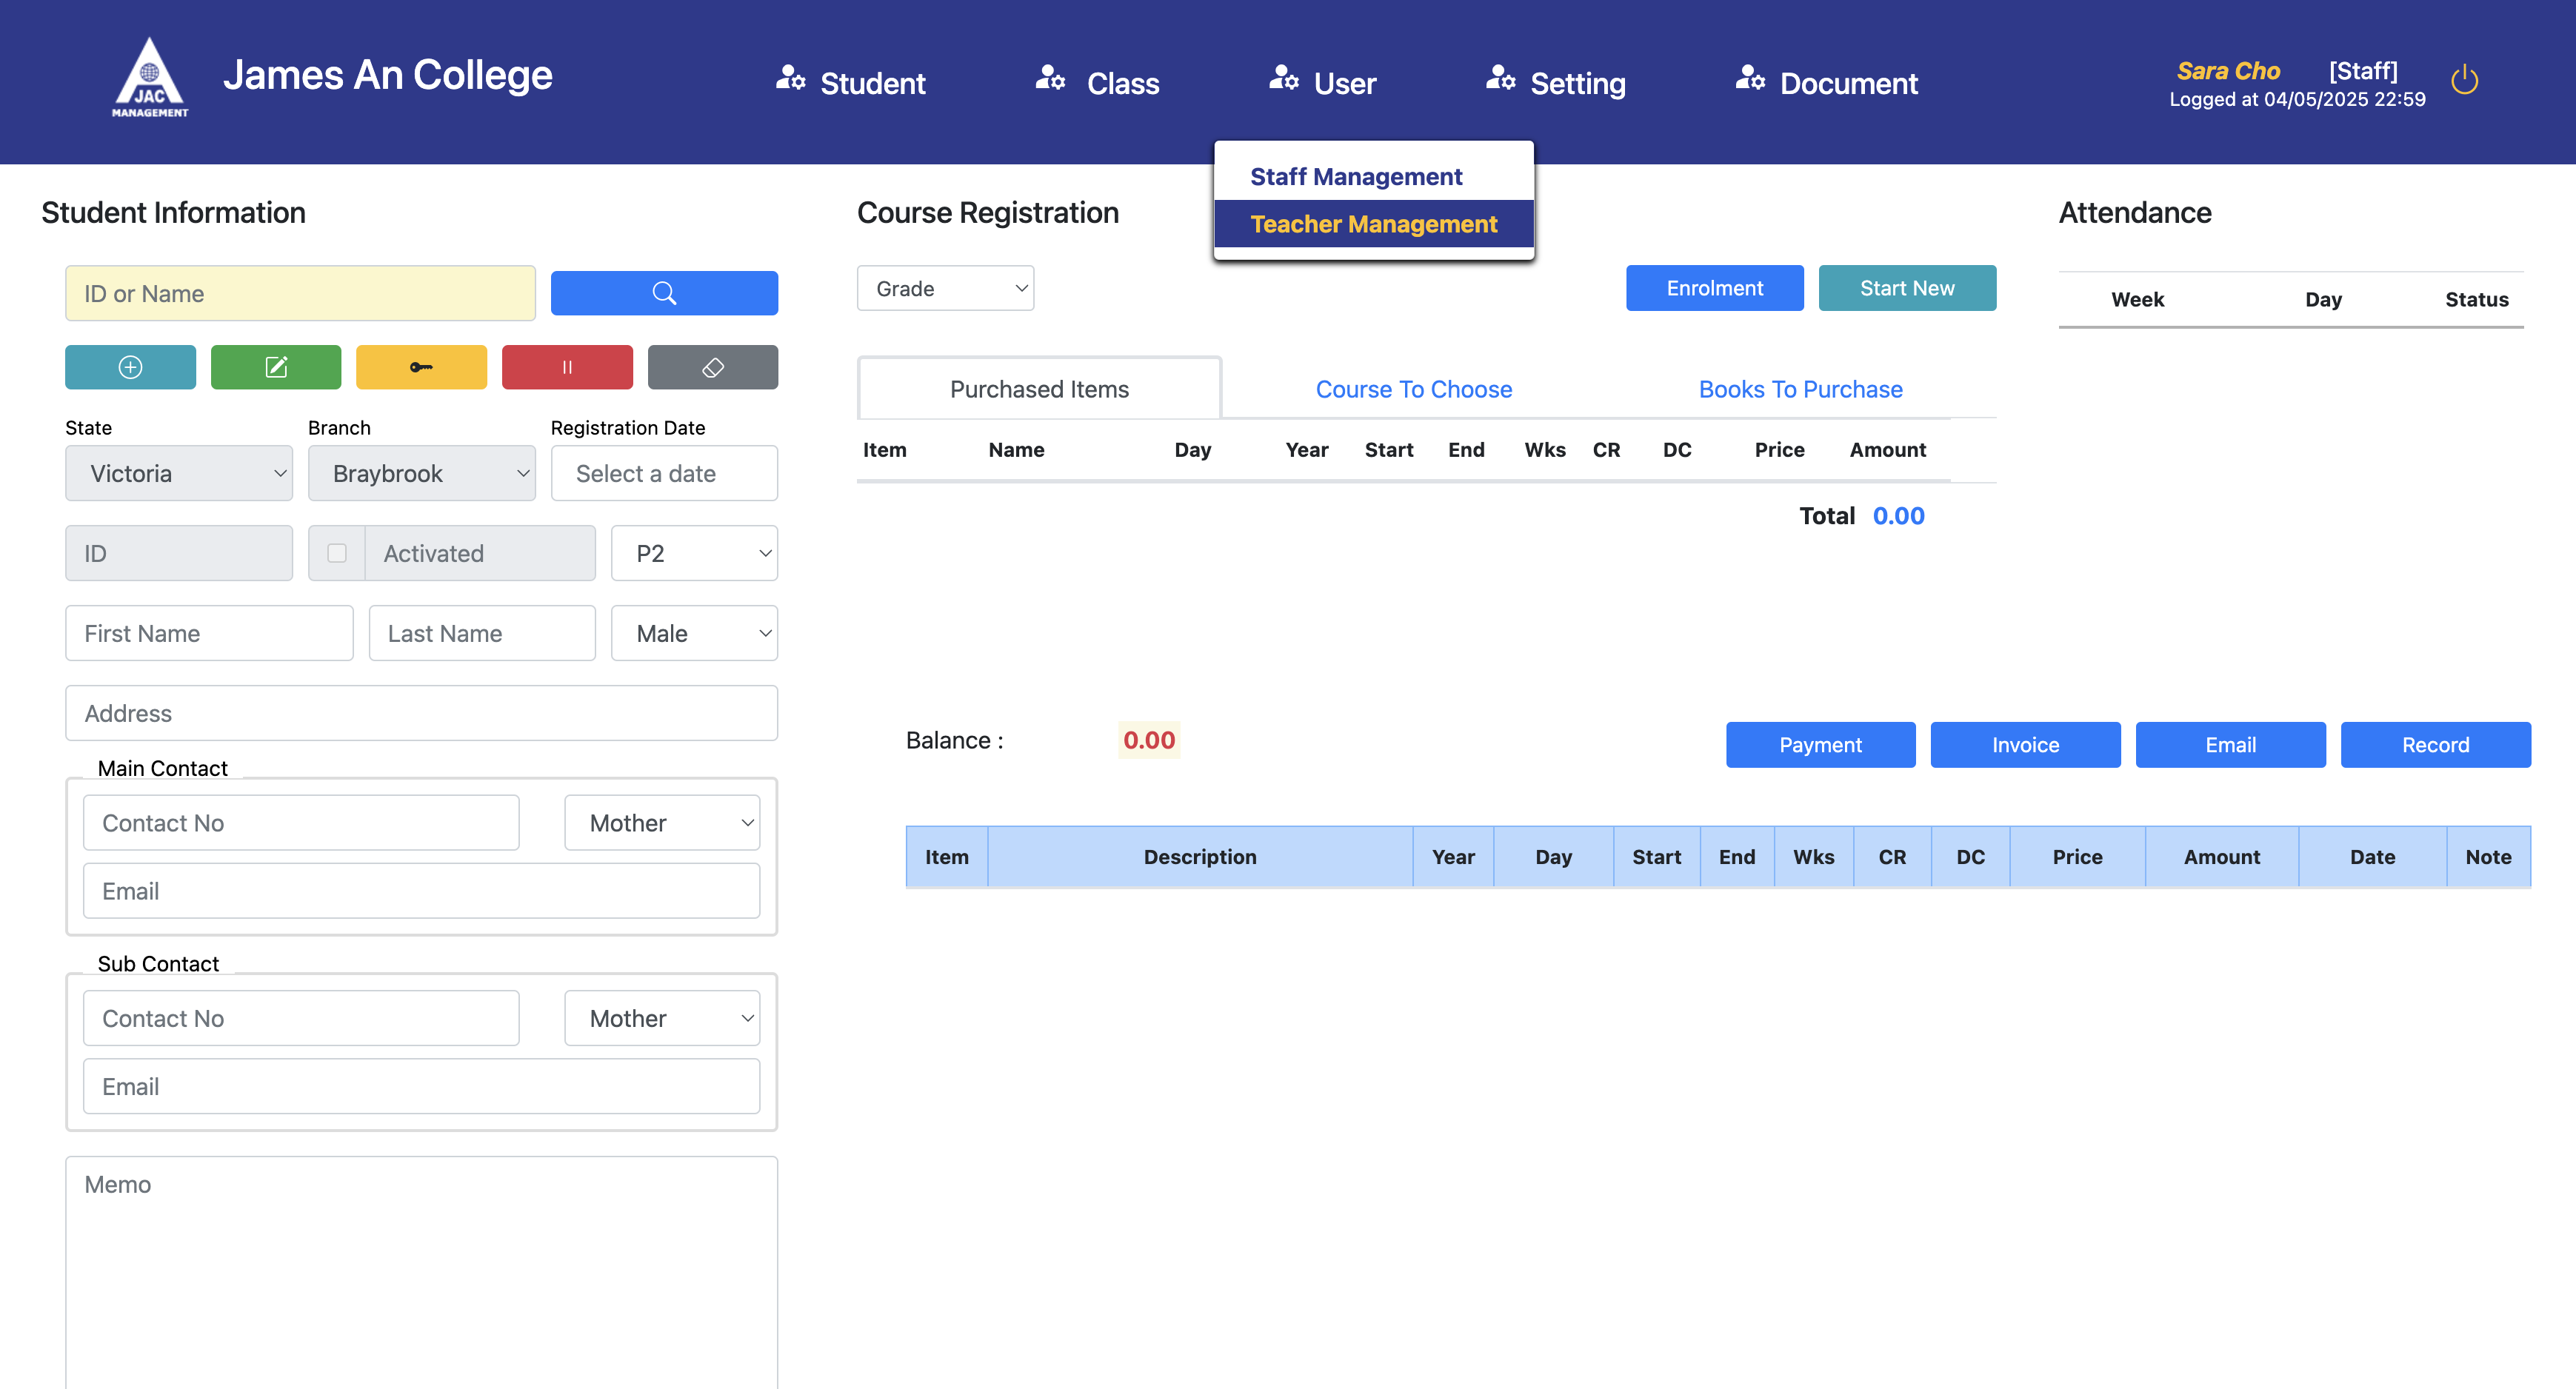 JAC
MANAGEMENT
James An College
Student
Class
User
Setting
Document
Sara Cho [Staff]
Logged at 04/05/2025 22:59
Staff Management
Teacher Management
Student Information
ID or Name
State
Branch
Registration Date
Victoria
Braybrook
Select a date
ID
Activated
P2
First Name
Last Name
Male
Address
Main Contact
Contact No
Mother
Email
Sub Contact
Contact No
Mother
Email
Memo
Course Registration
Grade
Enrolment
Start New
Purchased Items
Course To Choose
Books To Purchase
Item Name Day Year Start End Wks CR DC Price Amount
Total 0.00
Attendance
Week Day Status
Balance : 0.00
Payment
Invoice
Email
Record
Item Description Year Day Start End Wks CR DC Price Amount Date Note